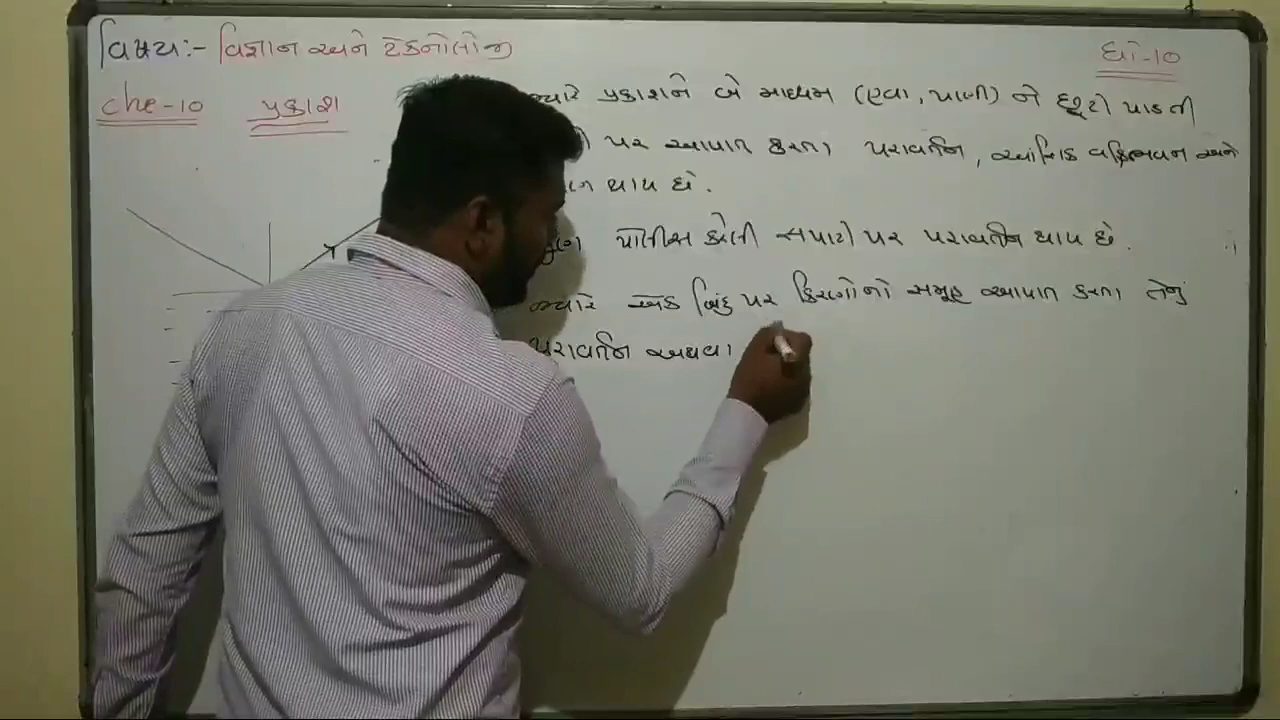 વિષય:- વિજ્ઞાન અને ટેકનોલોજી
ધો-10
che-10 પ્રકાશ
જ્યારે પ્રકાશને બે માધ્યમ (હવા, પાણી) ને છૂટી પાડતી
પર આપાત કરતા પરાવર્તન, આંશિક વક્રિભવન અને
થાય છે.
પોલીસ કરેલી સપાટી પર પરાવર્તન થાય છે.
જ્યારે એક બિંદુ પર કિરણોનો સમૂહ આપાત કરતા તેનું
પરાવર્તન અથવા